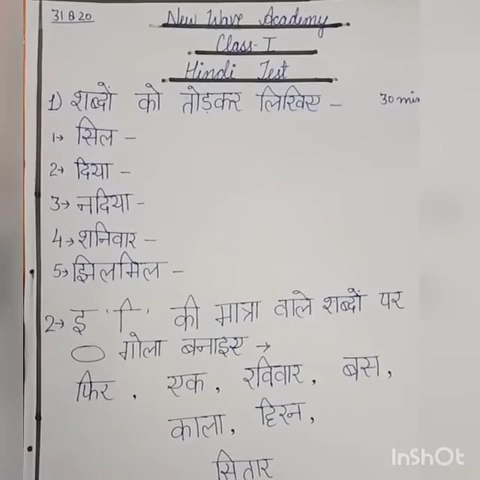 31 8 20
New Wave Academy
Class-I
Hindi Test
1) शब्दों को तोड़कर लिखिए - 30 min
1→ सिल -
2→ दिया -
3→ नदिया -
4→ शनिवार -
5→ झिलमिल -
2→ इ 'ि' की मात्रा वाले शब्दों पर
गोला बनाइए →
फिर, एक, रविवार, बस,
काला, हिरन,
सितार
InShOt